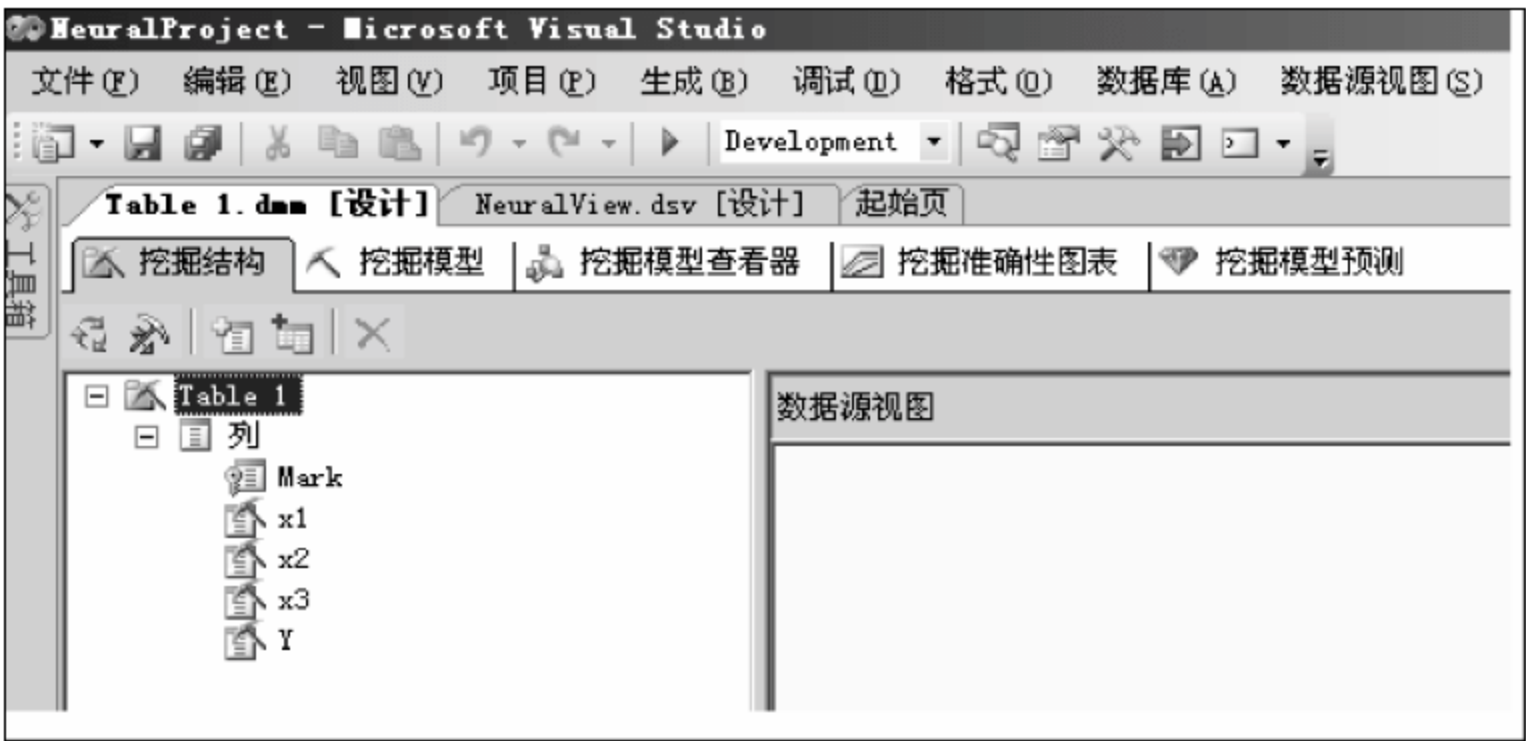 NeuralProject - Microsoft Visual Studio
文件(F) 编辑(E) 视图(V) 项目(P) 生成(B) 调试(D) 格式(O) 数据库(A) 数据源视图(S)
Development
Table 1.dmm [设计] NeuralView.dsv [设计] 起始页
工具箱
挖掘结构 挖掘模型 挖掘模型查看器 挖掘准确性图表 挖掘模型预测
Table 1
列
Mark
x1
x2
x3
Y
数据源视图